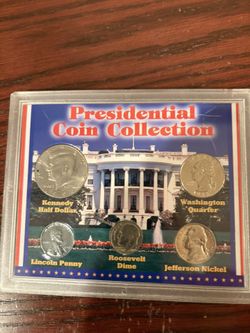 Presidential
Coin Collection
Kennedy
Half Dollar
Washington
Quarter
Lincoln Penny
Roosevelt
Dime
Jefferson Nickel